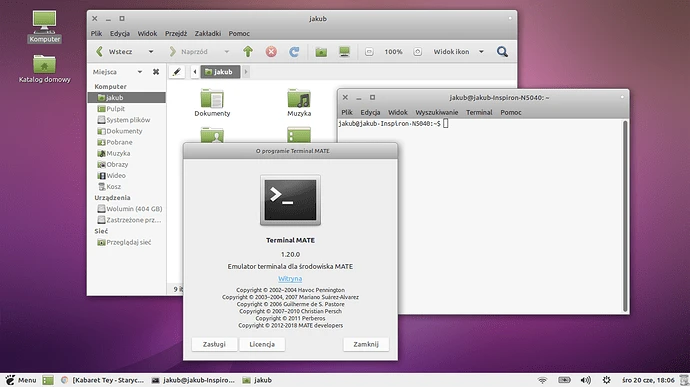 Komputer
Katalog domowy
jakub
Plik Edycja Widok Przejdź Zakładki Pomoc
Wstecz Naprzód 100% Widok ikon
Miejsca jakub
Komputer
jakub
Pulpit
System plików
Dokumenty
Pobrane
Muzyka
Obrazy
Wideo
Kosz
Urządzenia
Wolumin (404 GB)
Zastrzeżone prz...
Sieć
Przeglądaj sieć
Dokumenty Muzyka
jakub@jakub-Inspiron-N5040: ~
Plik Edycja Widok Wyszukiwanie Terminal Pomoc
jakub@jakub-Inspiron-N5040:~$
O programie Terminal MATE
Terminal MATE
1.20.0
Emulator terminala dla środowiska MATE
Witryna
Copyright © 2002–2004 Havoc Pennington
Copyright © 2003–2004, 2007 Mariano Suárez-Alvarez
Copyright © 2006 Guilherme de S. Pastore
Copyright © 2007–2010 Christian Persch
Copyright © 2011 Perberos
Copyright © 2012-2018 MATE developers
Zasługi Licencja Zamknij
9 it
Menu [Kabaret Tey - Staryc... jakub@jakub-Inspiro... jakub śro 20 cze, 18:06